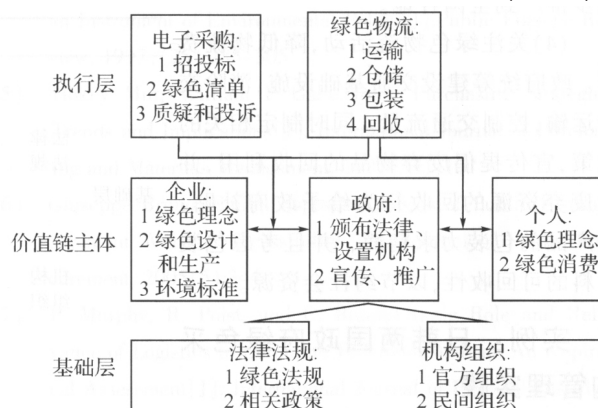 电子采购:
1 招投标
2 绿色清单
3 质疑和投诉
绿色物流:
1 运输
2 仓储
3 包装
4 回收
执行层
企业:
1 绿色理念
2 绿色设计
和生产
3 环境标准
政府:
1 颁布法律、
设置机构
2 宣传、推广
个人:
1 绿色理念
2 绿色消费
价值链主体
法律法规:
1 绿色法规
2 相关政策
机构组织:
1 官方组织
2 民间组织
基础层